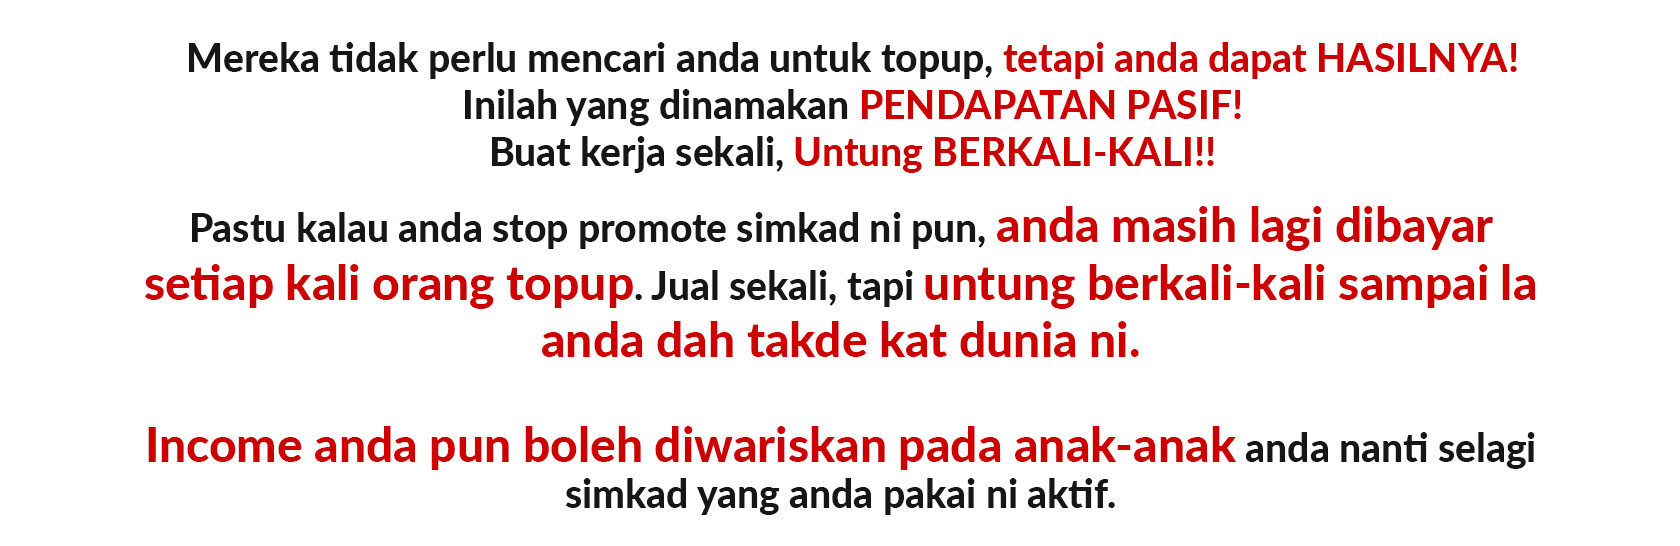 Mereka tidak perlu mencari anda untuk topup, tetapi anda dapat HASILNYA!
Inilah yang dinamakan PENDAPATAN PASIF!
Buat kerja sekali, Untung BERKALI-KALI!!
Pastu kalau anda stop promote simkad ni pun, anda masih lagi dibayar
setiap kali orang topup. Jual sekali, tapi untung berkali-kali sampai la
anda dah takde kat dunia ni.
Income anda pun boleh diwariskan pada anak-anak anda nanti selagi
simkad yang anda pakai ni aktif.